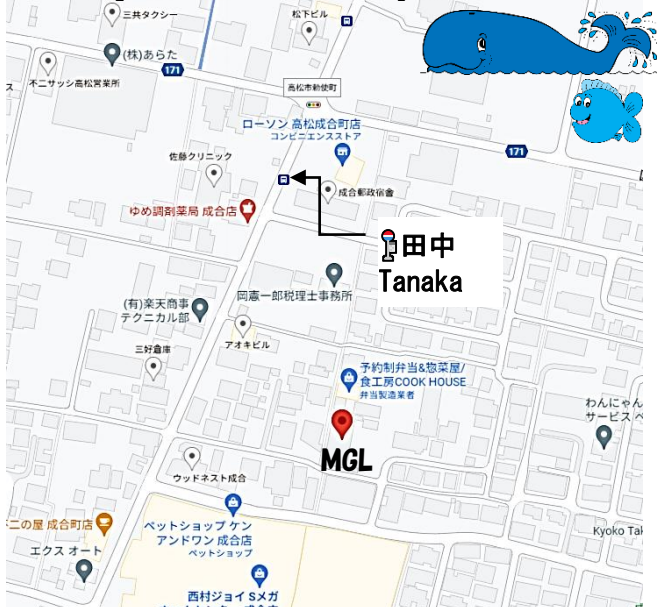 三共タクシー
松下ビル
(株)あらた
171
不二サッシ高松営業所
高松市勅使町
ローソン 高松成合町店
コンビニエンスストア
171
佐藤クリニック
成合郵政宿舍
ゆめ調剤薬局 成合店
田中
Tanaka
岡憲一郎税理士事務所
(有)楽天商事
テクニカル部
アオキビル
三好倉庫
予約制弁当&惣菜屋/
食工房COOK HOUSE
弁当製造業者
わんにゃん
サービス
MGL
ウッドネスト成合
ペットショップ ケン
アンドワン 成合店
ペットショップ
二の屋 成合町店
Kyoko Tak
エクス オート
西村ジョイ Sメガ